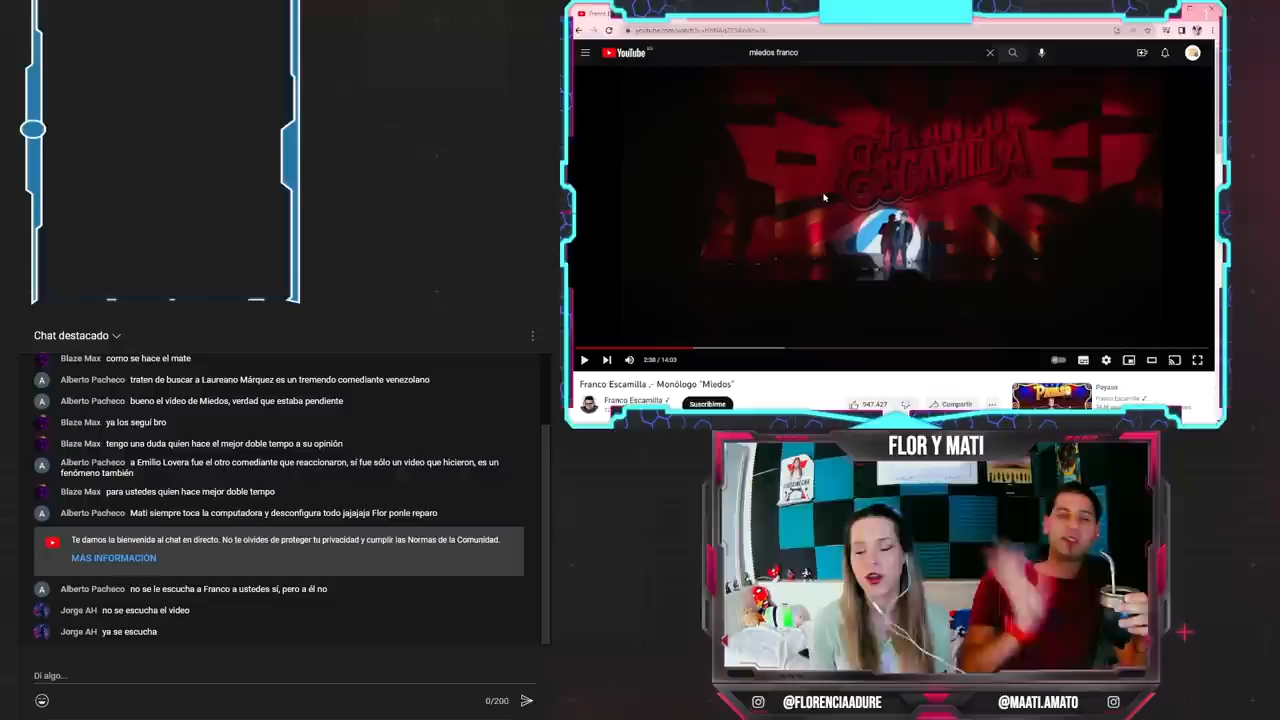 Chat destacado
Blaze Max como se hace el mate
Alberto Pacheco traten de buscar a Laureano Márquez es un tremendo comediante venezolano
Alberto Pacheco bueno el video de Miedos, verdad que estaba pendiente
Blaze Max ya los seguí bro
Blaze Max tengo una duda quien hace el mejor doble tempo a su opinión
Alberto Pacheco a Emilio Lovera fue el otro comediante que reaccionaron, sí fue sólo un video que hicieron, es un
fenómeno también
Blaze Max para ustedes quien hace mejor doble tempo
Alberto Pacheco Mati siempre toca la computadora y desconfigura todo jajajaja Flor ponle reparo
Te damos la bienvenida al chat en directo. No te olvides de proteger tu privacidad y cumplir las Normas de la Comunidad.
MÁS INFORMACIÓN
Alberto Pacheco no se le escucha a Franco a ustedes sí, pero a él no
Jorge AH no se escucha el video
Jorge AH ya se escucha
Di algo...
0/200
YouTube
miedos franco
FRANCO
ESCAMILLA
2:38 / 14:03
Franco Escamilla .- Monólogo "Miedos"
Franco Escamilla
Suscribirme
947.427
Compartir
Payaso
Franco Escamilla
FLOR Y MATI
@FLORENCIAADURE
@MAATI.AMATO